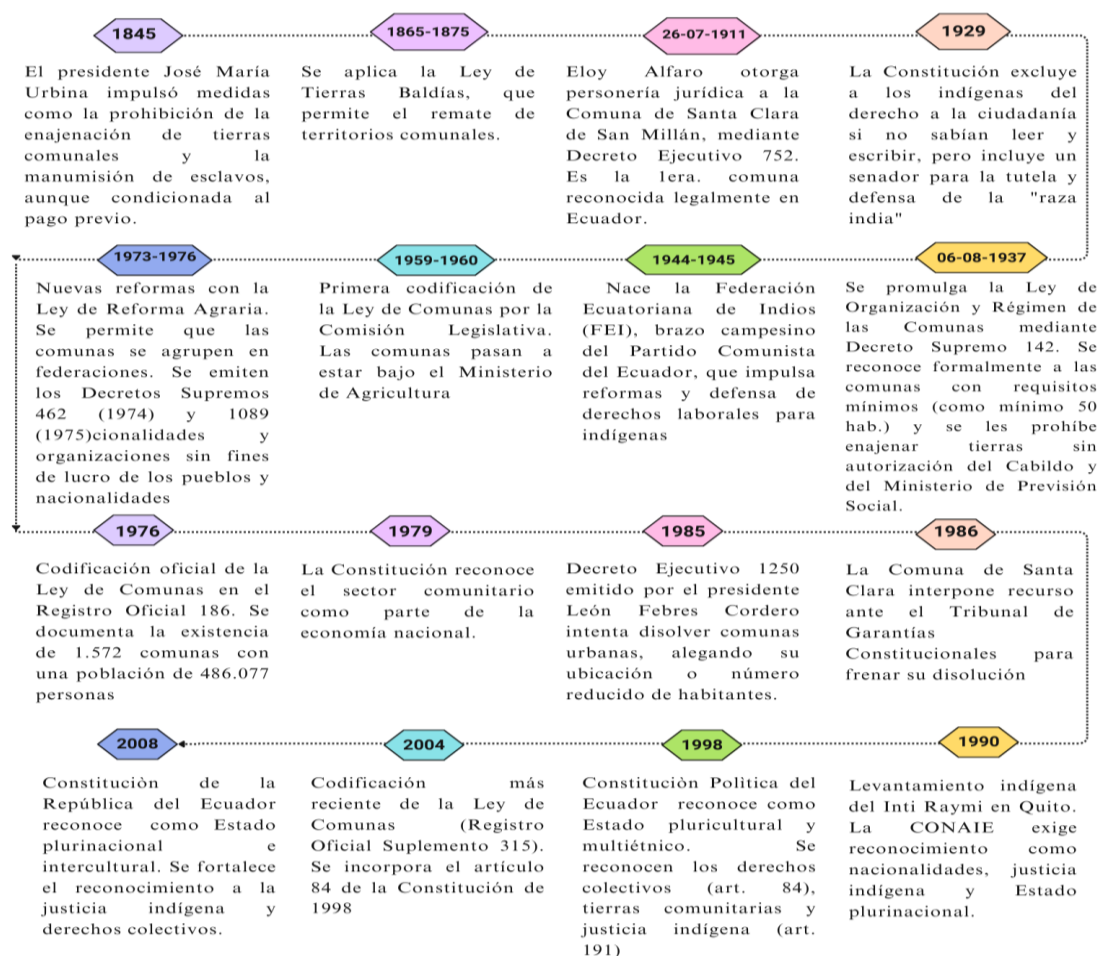 1845
El presidente José María
Urbina impulsó medidas
como la prohibición de la
enajenación de tierras
comunales y la
manumisión de esclavos,
aunque condicionada al
pago previo.
1865-1875
Se aplica la Ley de
Tierras Baldías, que
permite el remate de
territorios comunales.
26-07-1911
Eloy Alfaro otorga
personería jurídica a la
Comuna de Santa Clara
de San Millán, mediante
Decreto Ejecutivo 752.
Es la 1era. comuna
reconocida legalmente en
Ecuador.
1929
La Constitución excluye
a los indígenas del
derecho a la ciudadanía
si no sabían leer y
escribir, pero incluye un
senador para la tutela y
defensa de la "raza
india"
06-08-1937
Se promulga la Ley de
Organización y Régimen de
las Comunas mediante
Decreto Supremo 142. Se
reconoce formalmente a las
comunas con requisitos
mínimos (como mínimo 50
hab.) y se les prohíbe
enajenar tierras sin
autorización del Cabildo y
del Ministerio de Previsión
Social.
1944-1945
Nace la Federación
Ecuatoriana de Indios
(FEI), brazo campesino
del Partido Comunista
del Ecuador, que impulsa
reformas y defensa de
derechos laborales para
indígenas
1959-1960
Primera codificación de
la Ley de Comunas por la
Comisión Legislativa.
Las comunas pasan a
estar bajo el Ministerio
de Agricultura
1973-1976
Nuevas reformas con la
Ley de Reforma Agraria.
Se permite que las
comunas se agrupen en
federaciones. Se emiten
los Decretos Supremos
462 (1974) y 1089
(1975)cionalidades y
organizaciones sin fines
de lucro de los pueblos y
nacionalidades
1976
Codificación oficial de la
Ley de Comunas en el
Registro Oficial 186. Se
documenta la existencia
de 1.572 comunas con
una población de 486.077
personas
1979
La Constitución reconoce
el sector comunitario
como parte de la
economía nacional.
1985
Decreto Ejecutivo 1250
emitido por el presidente
León Febres Cordero
intenta disolver comunas
urbanas, alegando su
ubicación o número
reducido de habitantes.
1986
La Comuna de Santa
Clara interpone recurso
ante el Tribunal de
Garantías
Constitucionales para
frenar su disolución
1990
Levantamiento indígena
del Inti Raymi en Quito.
La CONAIE exige
reconocimiento como
nacionalidades, justicia
indígena y Estado
plurinacional.
1998
Constituciòn Polìtica del
Ecuador reconoce como
Estado pluricultural y
multiétnico. Se
reconocen los derechos
colectivos (art. 84),
tierras comunitarias y
justicia indígena (art.
191)
2004
Codificación más
reciente de la Ley de
Comunas (Registro
Oficial Suplemento 315).
Se incorpora el artículo
84 de la Constitución de
1998
2008
Constituciòn de la
República del Ecuador
reconoce como Estado
plurinacional e
intercultural. Se fortalece
el reconocimiento a la
justicia indígena y
derechos colectivos.